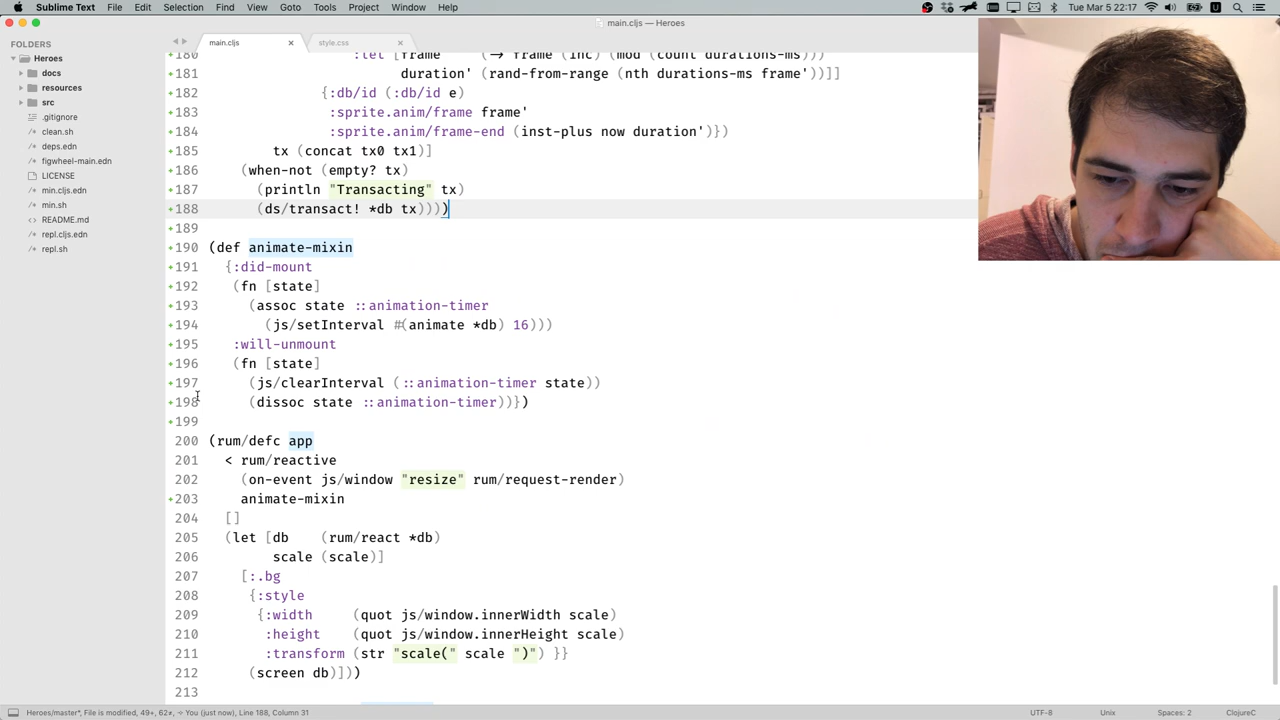 Sublime Text File Edit Selection Find View Goto Tools Project Window Help
Tue Mar 5 22:17
main.cljs — Heroes
FOLDERS
Heroes
docs
resources
src
.gitignore
clean.sh
deps.edn
figwheel-main.edn
LICENSE
min.cljs.edn
min.sh
README.md
repl.cljs.edn
repl.sh
main.cljs
style.css
180 :let [frame' (-> frame (inc) (mod (count durations-ms)))
181 duration' (rand-from-range (nth durations-ms frame'))]]
182 {:db/id (:db/id e)
183 :sprite.anim/frame frame'
184 :sprite.anim/frame-end (inst-plus now duration')})
185 tx (concat tx0 tx1)]
186 (when-not (empty? tx)
187 (println "Transacting" tx)
188 (ds/transact! *db tx))))
189
190 (def animate-mixin
191 {:did-mount
192 (fn [state]
193 (assoc state ::animation-timer
194 (js/setInterval #(animate *db) 16)))
195 :will-unmount
196 (fn [state]
197 (js/clearInterval (::animation-timer state))
198 (dissoc state ::animation-timer))})
199
200 (rum/defc app
201 < rum/reactive
202 (on-event js/window "resize" rum/request-render)
203 animate-mixin
204 []
205 (let [db (rum/react *db)
206 scale (scale)]
207 [:.bg
208 {:style
209 {:width (quot js/window.innerWidth scale)
210 :height (quot js/window.innerHeight scale)
211 :transform (str "scale(" scale ")") }}
212 (screen db)]))
213
Heroes/master*, File is modified, 49+, 62≠, ÷ You (just now), Line 188, Column 31
UTF-8
Unix
Spaces: 2
ClojureC